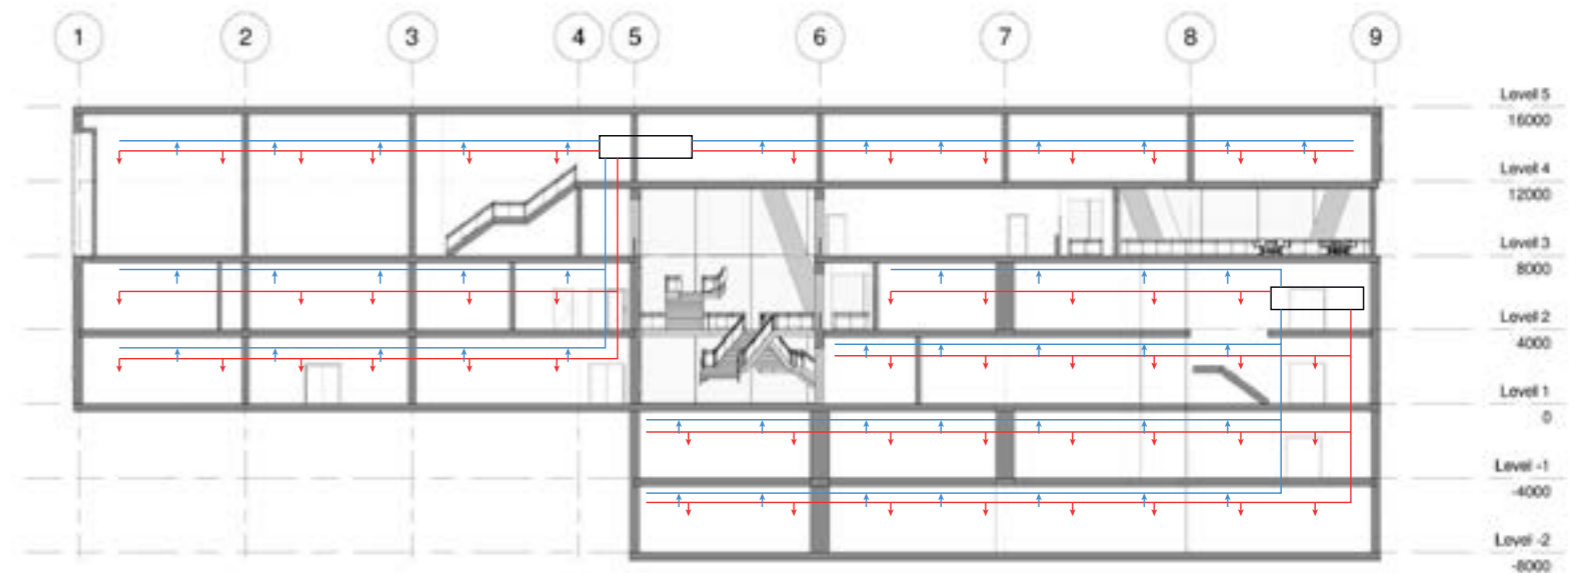 1 2 3 4 5 6 7 8 9
Level 5
16000
Level 4
12000
Level 3
8000
Level 2
4000
Level 1
0
Level -1
-4000
Level -2
-8000